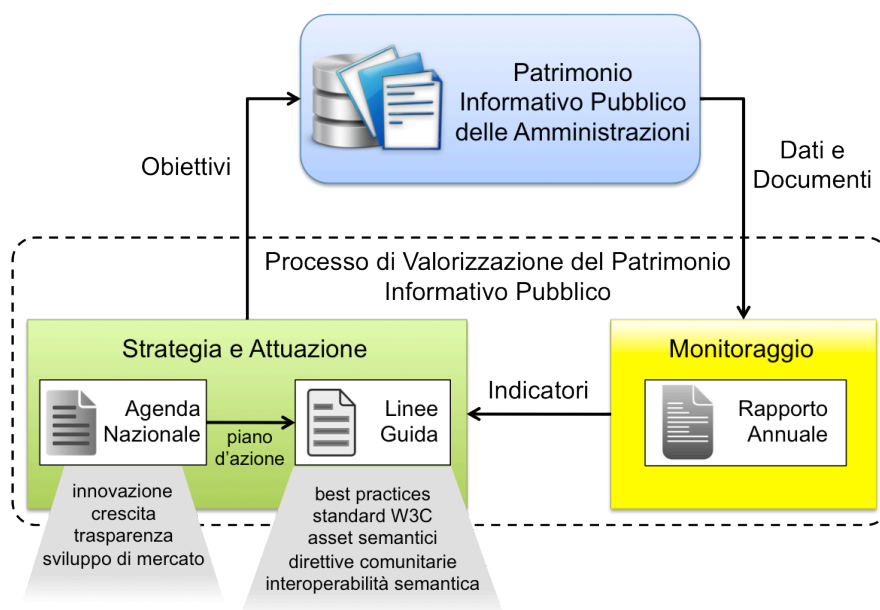 Patrimonio
Informativo Pubblico
delle Amministrazioni
Obiettivi
Dati e
Documenti
Processo di Valorizzazione del Patrimonio
Informativo Pubblico
Strategia e Attuazione
Agenda
Nazionale
piano
d'azione
Linee
Guida
Indicatori
Monitoraggio
Rapporto
Annuale
innovazione
crescita
trasparenza
sviluppo di mercato
best practices
standard W3C
asset semantici
direttive comunitarie
interoperabilità semantica